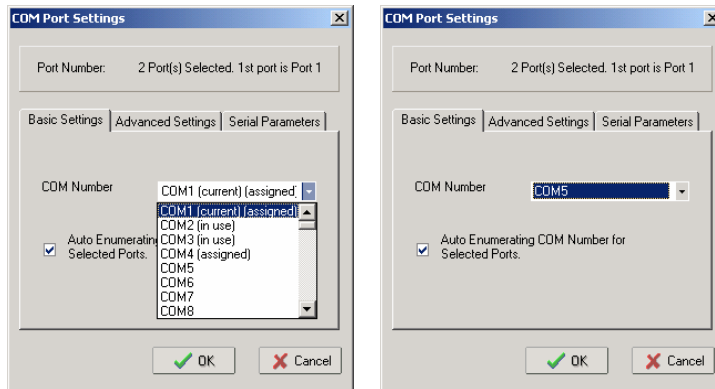 COM Port Settings
Port Number: 2 Port(s) Selected. 1st port is Port 1
Basic Settings Advanced Settings Serial Parameters
COM Number COM1 (current) (assigned)
COM1 (current) (assigned)
COM2 (in use)
COM3 (in use)
COM4 (assigned)
COM5
COM6
COM7
COM8
Auto Enumerating
Selected Ports.
OK Cancel
COM Port Settings
Port Number: 2 Port(s) Selected. 1st port is Port 1
Basic Settings Advanced Settings Serial Parameters
COM Number COM5
Auto Enumerating COM Number for
Selected Ports.
OK Cancel